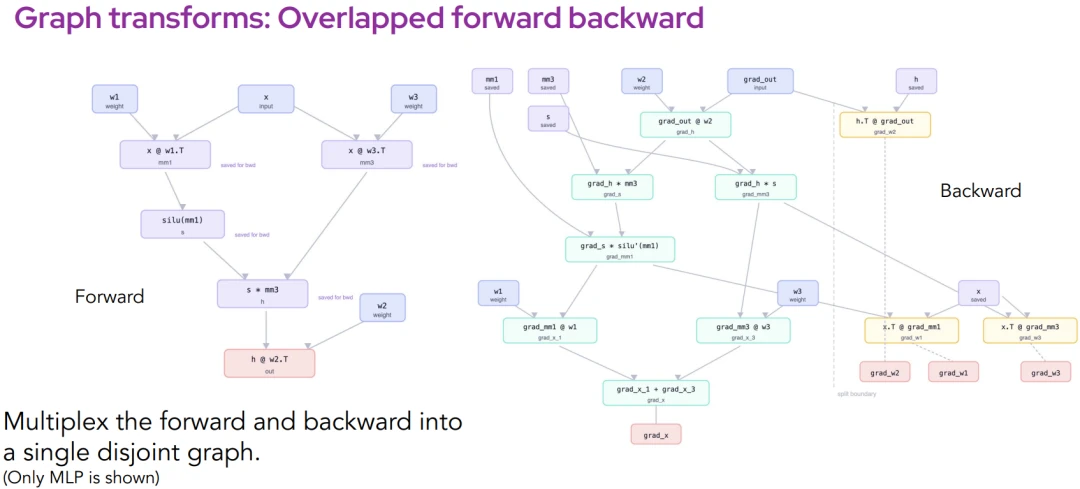 Graph transforms: Overlapped forward backward
w1
weight
x
input
w3
weight
x @ w1.T
mm1
saved for bwd
x @ w3.T
mm3
saved for bwd
silu(mm1)
s
saved for bwd
s * mm3
h
saved for bwd
w2
weight
h @ w2.T
out
Forward
mm1
saved
mm3
saved
s
saved
w2
weight
grad_out
input
h
saved
grad_out @ w2
grad_h
h.T @ grad_out
grad_w2
grad_h * mm3
grad_s
grad_h * s
grad_mm3
Backward
grad_s * silu'(mm1)
grad_mm1
w1
weight
w3
weight
x
saved
grad_mm1 @ w1
grad_x_1
grad_mm3 @ w3
grad_x_3
x.T @ grad_mm1
grad_w1
x.T @ grad_mm3
grad_w3
grad_w2
grad_w1
grad_w3
grad_x_1 + grad_x_3
grad_x
split boundary
grad_x
Multiplex the forward and backward into
a single disjoint graph.
(Only MLP is shown)